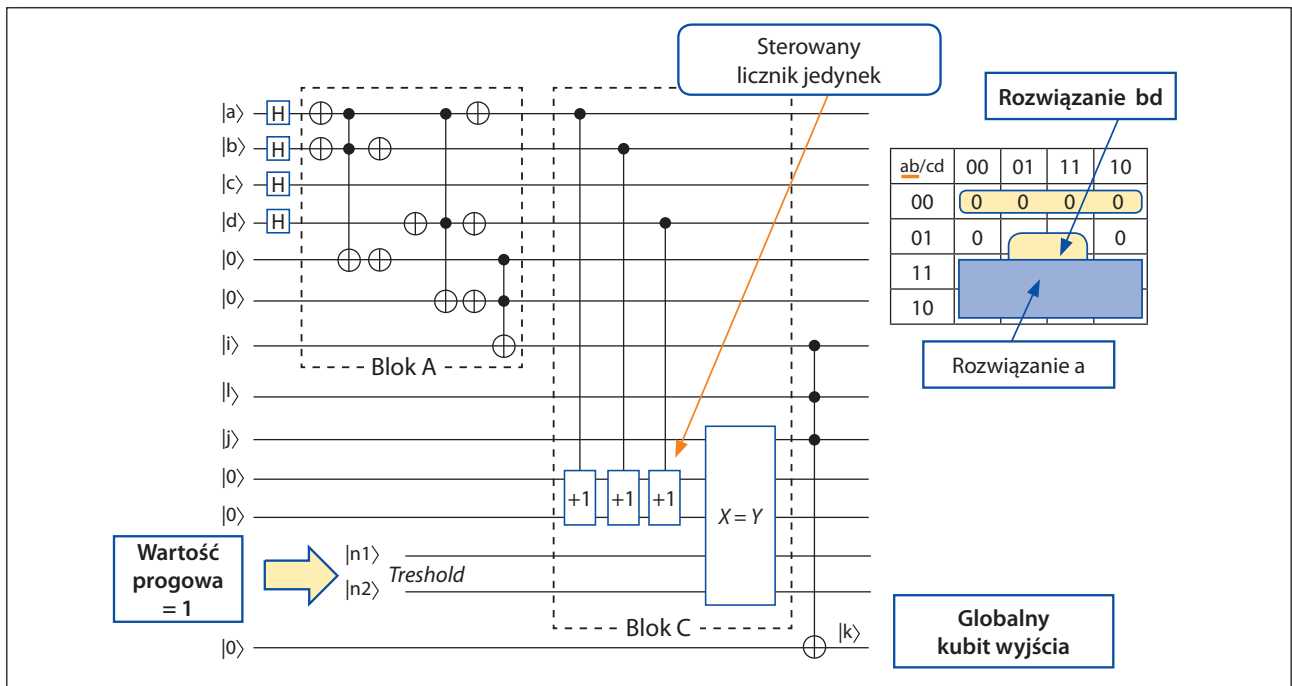 Sterowany
licznik jedynek
Rozwiązanie bd
|a⟩ H
|b⟩ H
|c⟩ H
|d⟩ H
|0⟩
|0⟩
|i⟩
Blok A
|l⟩
|j⟩
|0⟩
|0⟩
+1 +1 +1
X = Y
ab/cd 00 01 11 10
00 0 0 0 0
01 0 0
11
10
Rozwiązanie a
Wartość
progowa
= 1
|n1⟩
Treshold
|n2⟩
Blok C
|0⟩
|k⟩
Globalny
kubit wyjścia